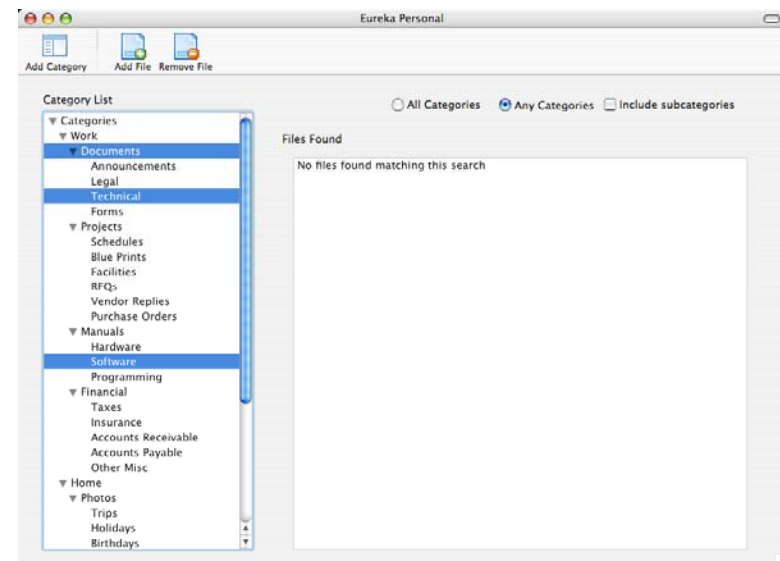 Eureka Personal
Add Category Add File Remove File
Category List
All Categories Any Categories Include subcategories
Categories
Work
Documents
Announcements
Legal
Technical
Forms
Projects
Schedules
Blue Prints
Facilities
RFQs
Vendor Replies
Purchase Orders
Manuals
Hardware
Software
Programming
Financial
Taxes
Insurance
Accounts Receivable
Accounts Payable
Other Misc
Home
Photos
Trips
Holidays
Birthdays
Files Found
No files found matching this search